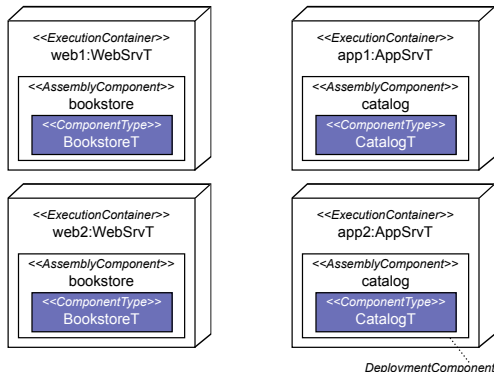 <<ExecutionContainer>>
web1:WebSrvT
<<AssemblyComponent>>
bookstore
<<ComponentType>>
BookstoreT
<<ExecutionContainer>>
app1:AppSrvT
<<AssemblyComponent>>
catalog
<<ComponentType>>
CatalogT
<<ExecutionContainer>>
web2:WebSrvT
<<AssemblyComponent>>
bookstore
<<ComponentType>>
BookstoreT
<<ExecutionContainer>>
app2:AppSrvT
<<AssemblyComponent>>
catalog
<<ComponentType>>
CatalogT
DeploymentComponent